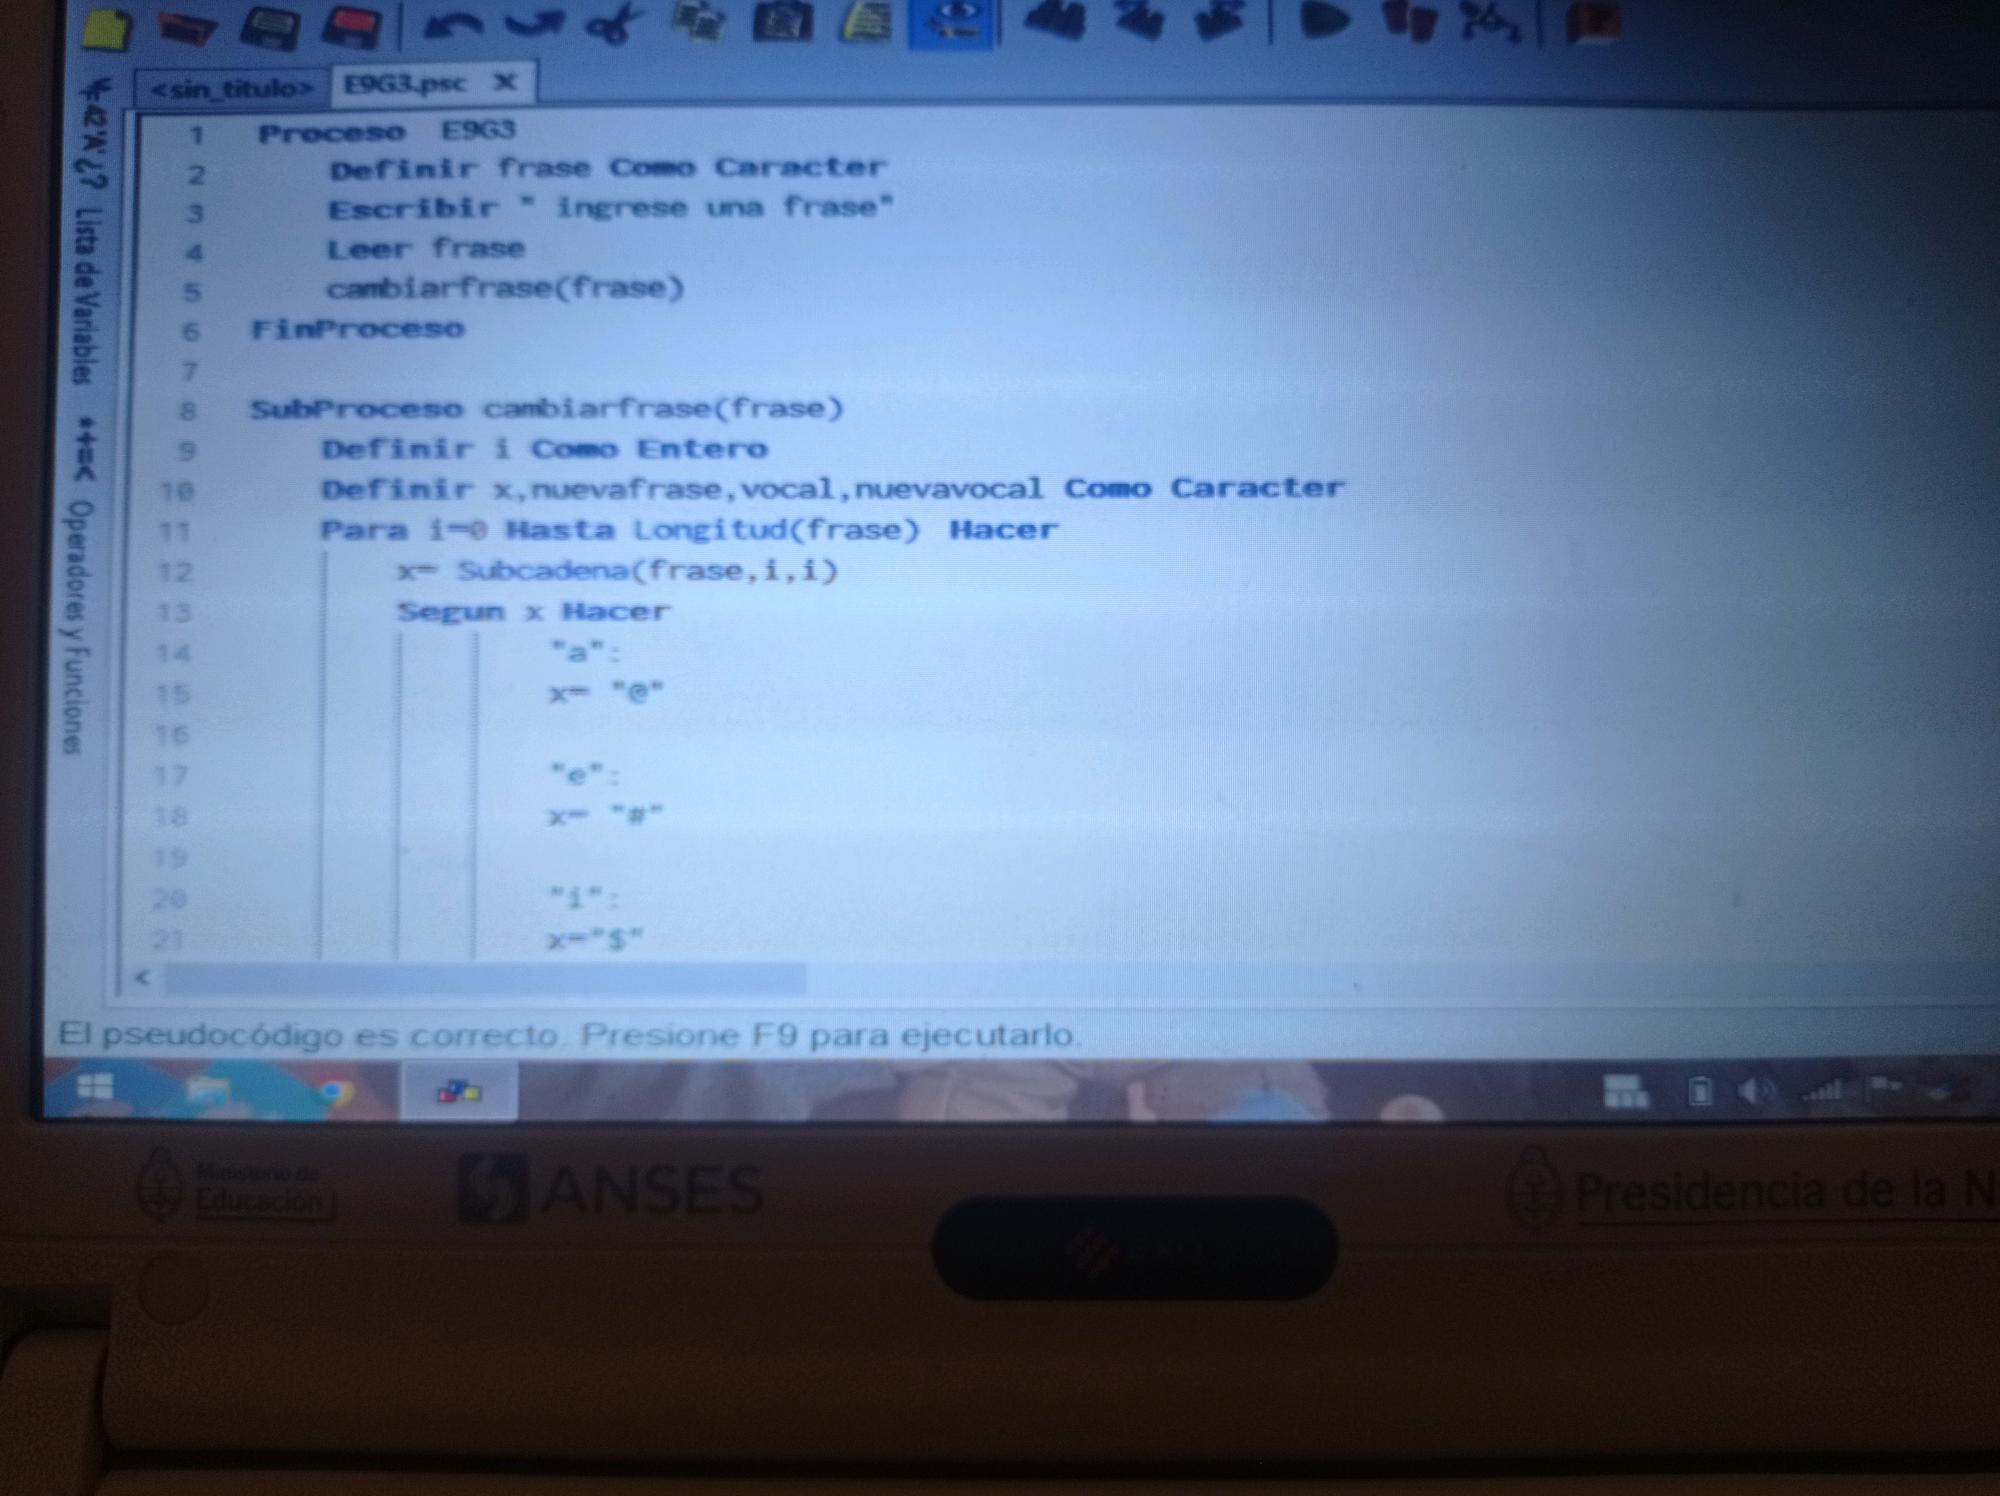 <sin_titulo> E9G3.psc X
1 Proceso E9G3
2 Definir frase Como Caracter
3 Escribir " ingrese una frase"
4 Leer frase
5 cambiarfrase(frase)
6 FinProceso
7
8 SubProceso cambiarfrase(frase)
9 Definir i Como Entero
10 Definir x,nuevafrase,vocal,nuevavocal Como Caracter
11 Para i=0 Hasta Longitud(frase) Hacer
12 x= Subcadena(frase,i,i)
13 Segun x Hacer
14 "a":
15 x= "@"
16
17 "e":
18 x= "#"
19
20 "i":
21 x="$"
Lista de Variables
*+=< Operadores y Funciones
El pseudocódigo es correcto. Presione F9 para ejecutarlo.
Ministerio de
Educación
ANSES
Presidencia de la N